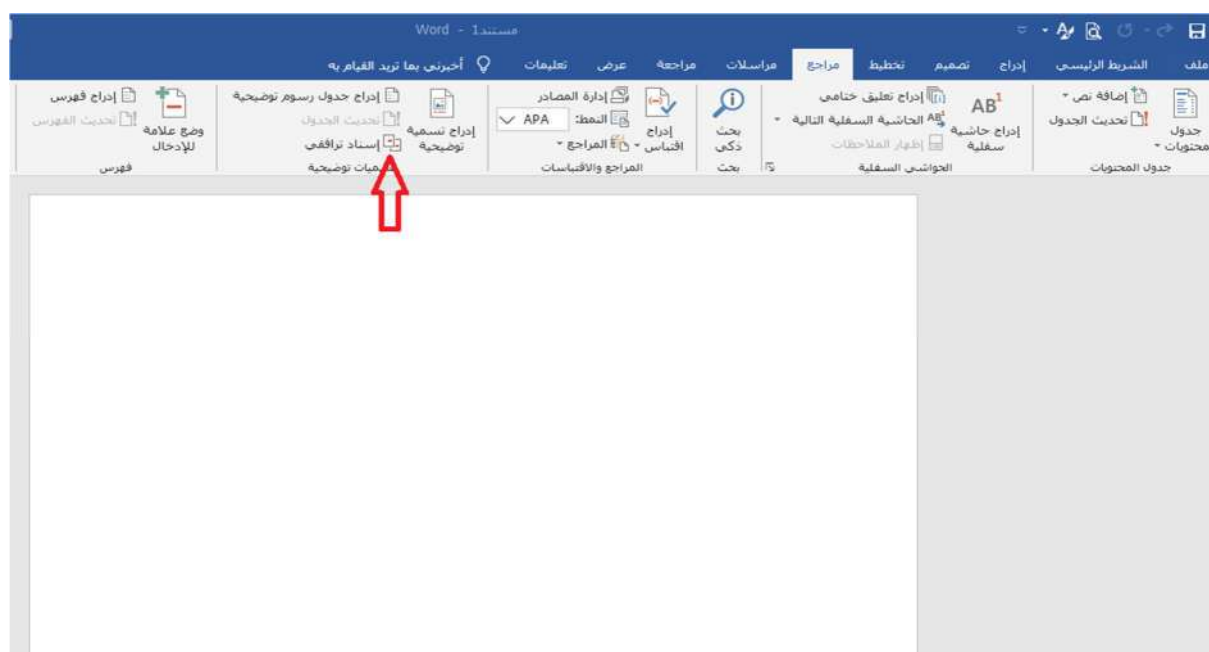 مستند1 - Word
ملف الشريط الرئيسي إدراج تصميم تخطيط مراجع مراسلات مراجعة عرض تعليمات أخبرني بما تريد القيام به
جدول
محتويات
إضافة نص
تحديث الجدول
جدول المحتويات
AB1
إدراج حاشية
سفلية
إدراج تعليق ختامي
AB1 الحاشية السفلية التالية
إظهار الملاحظات
الحواشي السفلية
بحث
ذكي
بحث
إدراج
اقتباس
إدارة المصادر
النمط: APA
المراجع
المراجع والاقتباسات
إدراج تسمية
توضيحية
إدراج جدول رسوم توضيحية
تحديث الجدول
إسناد ترافقي
توضيحية
وضع علامة
للإدخال
إدراج فهرس
تحديث الفهرس
فهرس